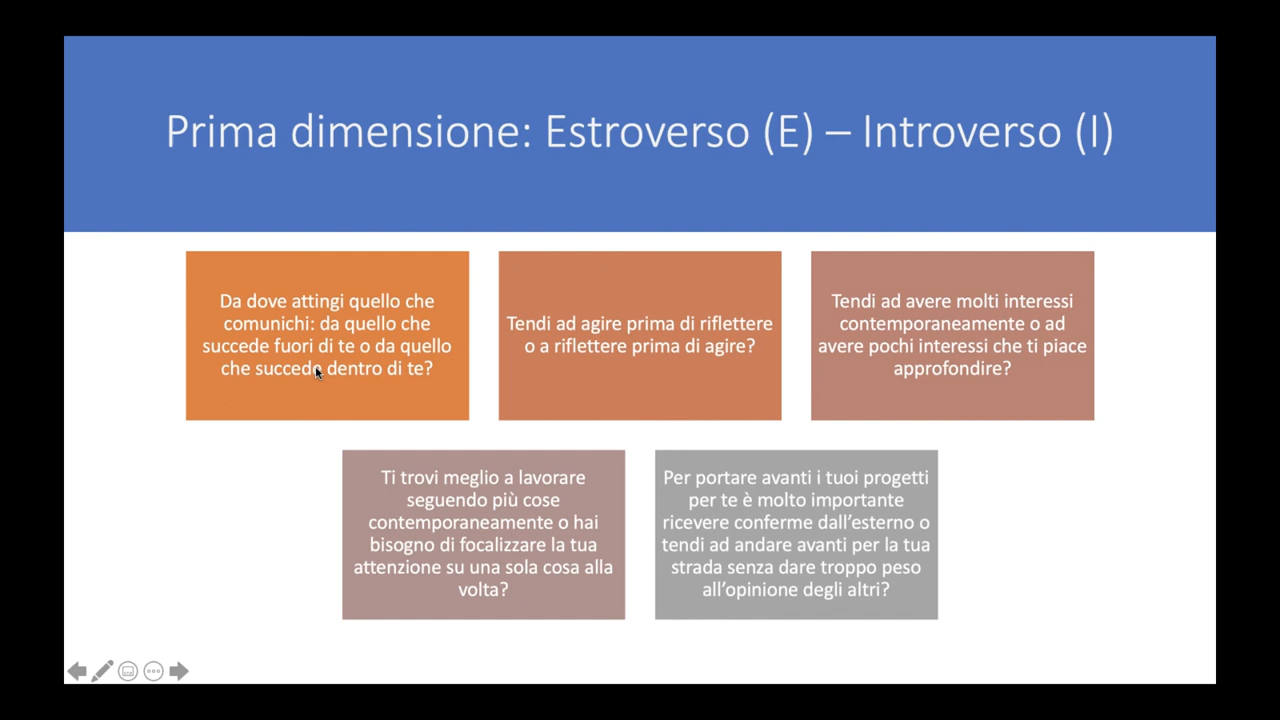 Prima dimensione: Estroverso (E) – Introverso (I)
Da dove attingi quello che
comunichi: da quello che
succede fuori di te o da quello
che succede dentro di te?
Tendi ad agire prima di riflettere
o a riflettere prima di agire?
Tendi ad avere molti interessi
contemporaneamente o ad
avere pochi interessi che ti piace
approfondire?
Ti trovi meglio a lavorare
seguendo più cose
contemporaneamente o hai
bisogno di focalizzare la tua
attenzione su una sola cosa alla
volta?
Per portare avanti i tuoi progetti
per te è molto importante
ricevere conferme dall’esterno o
tendi ad andare avanti per la tua
strada senza dare troppo peso
all’opinione degli altri?